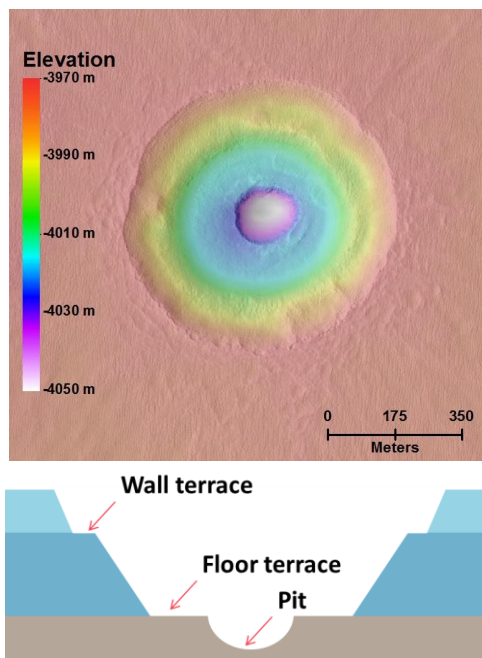 Elevation
-3970 m
-3990 m
-4010 m
-4030 m
-4050 m
0 175 350
Meters
Wall terrace
Floor terrace
Pit